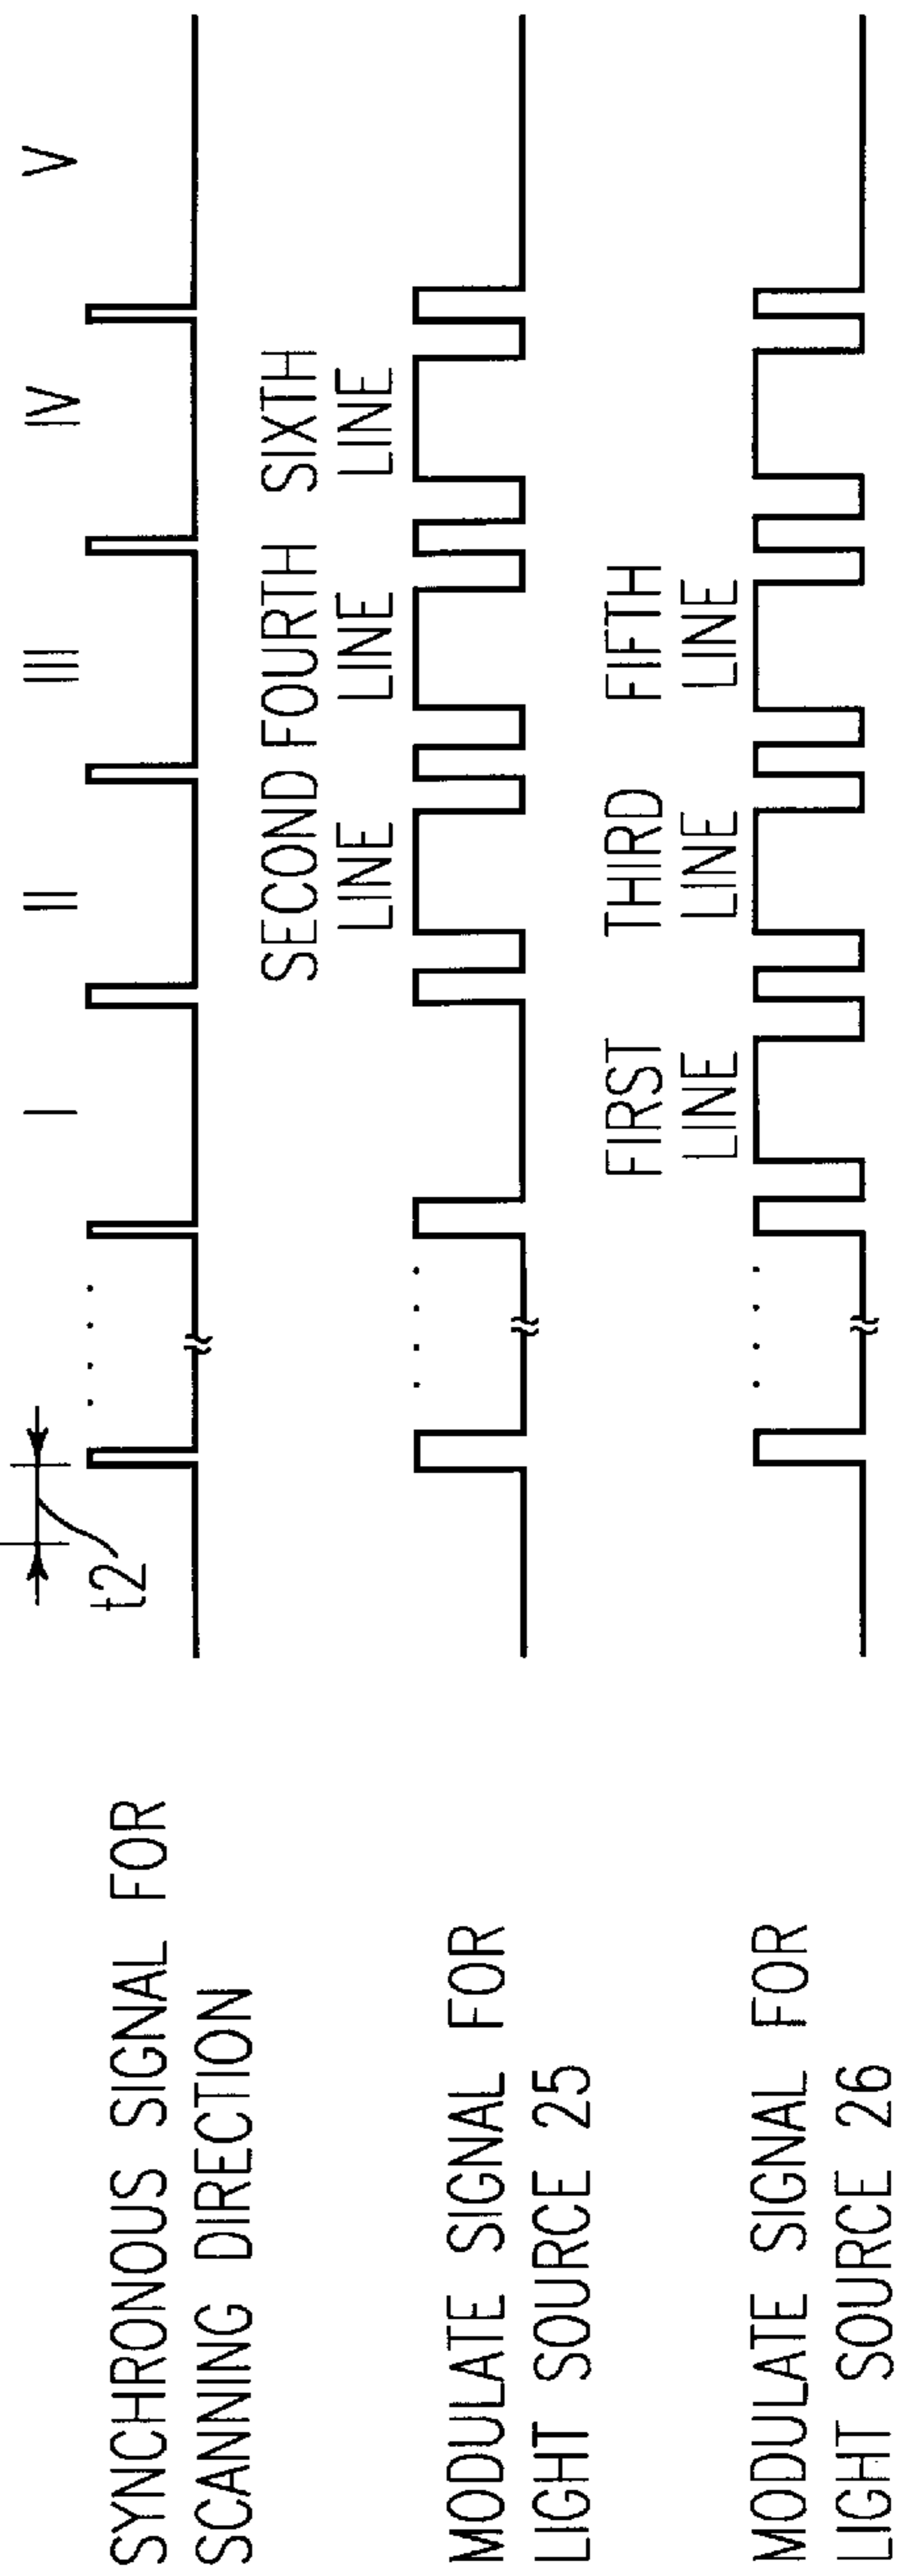 I II III IV V
t2
SYNCHRONOUS SIGNAL FOR
SCANNING DIRECTION
SECOND FOURTH SIXTH
LINE LINE LINE
MODULATE SIGNAL FOR
LIGHT SOURCE 25
FIRST THIRD FIFTH
LINE LINE LINE
MODULATE SIGNAL FOR
LIGHT SOURCE 26